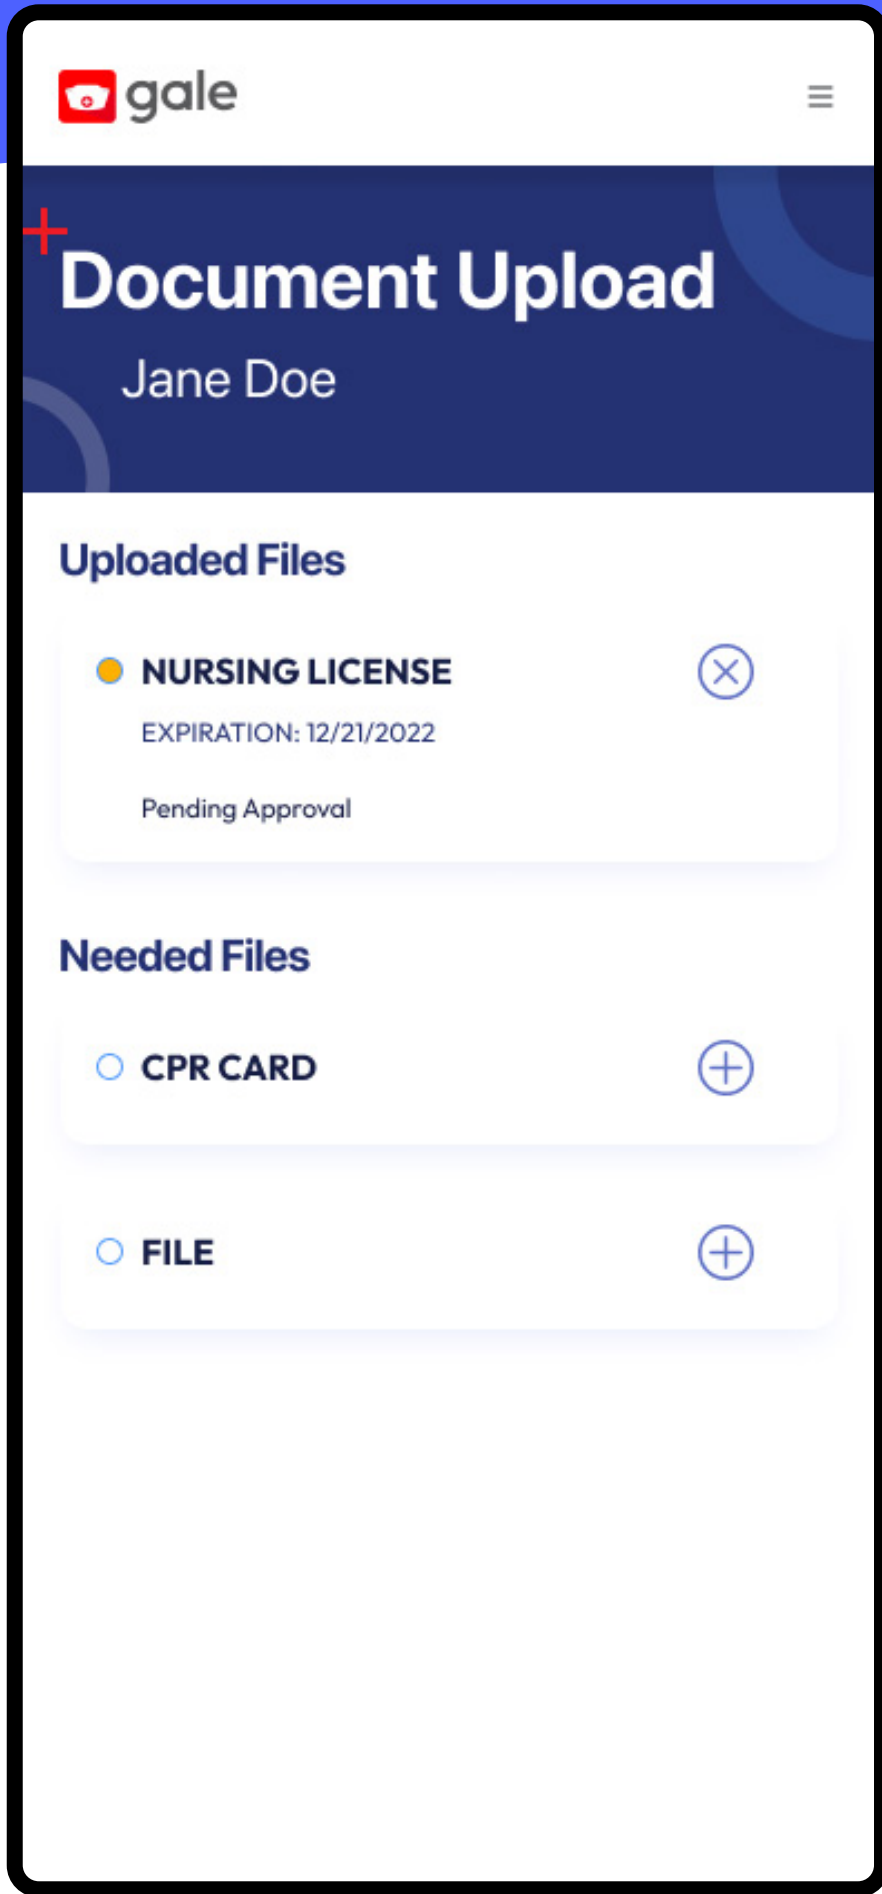 gale
Document Upload
Jane Doe
Uploaded Files
NURSING LICENSE
EXPIRATION: 12/21/2022
Pending Approval
Needed Files
CPR CARD
FILE